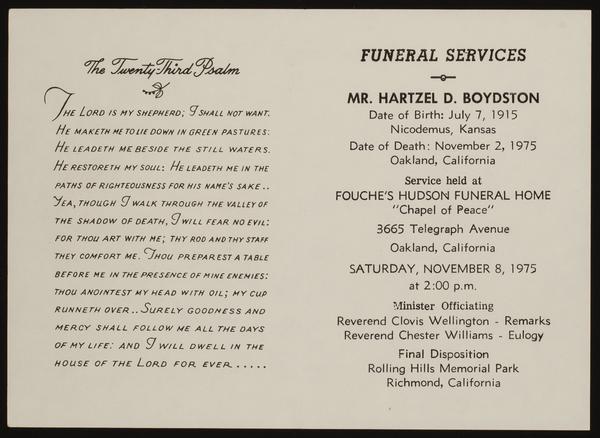 The Twenty Third Psalm
The Lord is my shepherd; I shall not want.
He maketh me to lie down in green pastures:
He leadeth me beside the still waters.
He restoreth my soul: He leadeth me in the
paths of righteousness for his name's sake..
Yea, though I walk through the valley of
the shadow of death, I will fear no evil:
for thou art with me; thy rod and thy staff
they comfort me. Thou preparest a table
before me in the presence of mine enemies:
thou anointest my head with oil; my cup
runneth over.. Surely goodness and
mercy shall follow me all the days
of my life: and I will dwell in the
house of the Lord for ever.....
FUNERAL SERVICES
MR. HARTZEL D. BOYDSTON
Date of Birth: July 7, 1915
Nicodemus, Kansas
Date of Death: November 2, 1975
Oakland, California
Service held at
FOUCHE'S HUDSON FUNERAL HOME
"Chapel of Peace"
3665 Telegraph Avenue
Oakland, California
SATURDAY, NOVEMBER 8, 1975
at 2:00 p.m.
Minister Officiating
Reverend Clovis Wellington - Remarks
Reverend Chester Williams - Eulogy
Final Disposition
Rolling Hills Memorial Park
Richmond, California